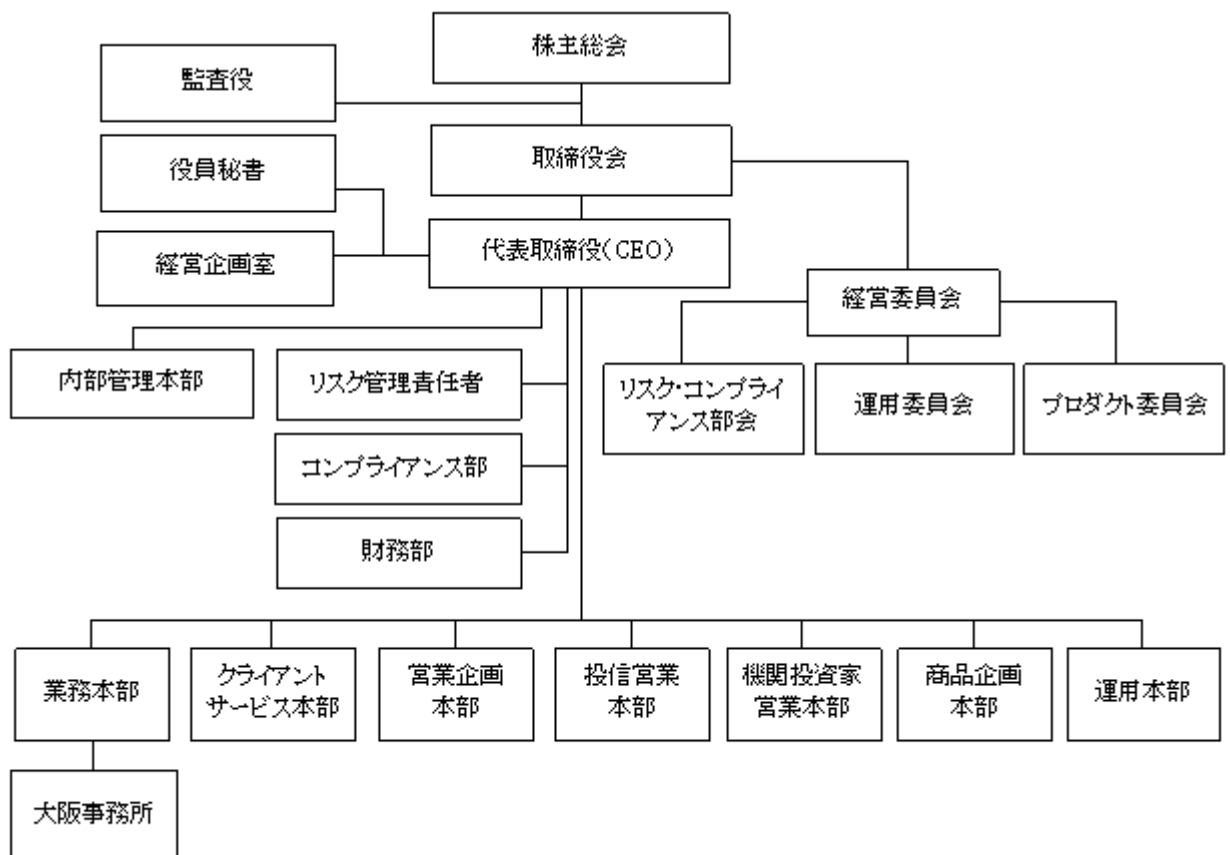 株主総会
監査役
取締役会
役員秘書
代表取締役(CEO)
経営企画室
経営委員会
内部管理本部
リスク管理責任者
リスク・コンプライ
アンス部会
運用委員会
プロダクト委員会
コンプライアンス部
財務部
業務本部
クライアント
サービス本部
営業企画
本部
投信営業
本部
機関投資家
営業本部
商品企画
本部
運用本部
大阪事務所